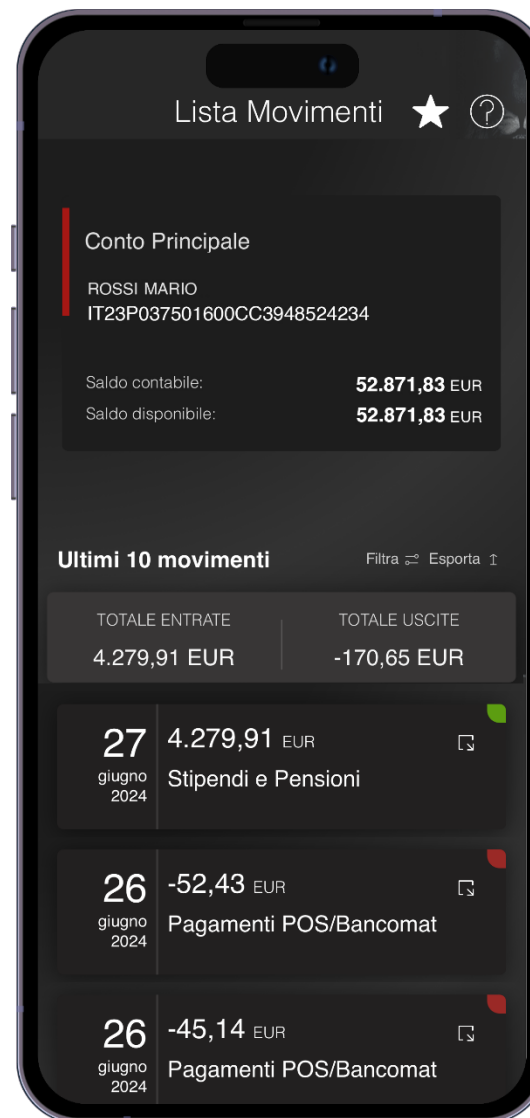 Lista Movimenti
Conto Principale
ROSSI MARIO
IT23P037501600CC3948524234
Saldo contabile: 52.871,83 EUR
Saldo disponibile: 52.871,83 EUR
Ultimi 10 movimenti Filtra Esporta
TOTALE ENTRATE TOTALE USCITE
4.279,91 EUR -170,65 EUR
27 4.279,91 EUR
giugno Stipendi e Pensioni
2024
26 -52,43 EUR
giugno Pagamenti POS/Bancomat
2024
26 -45,14 EUR
giugno Pagamenti POS/Bancomat
2024